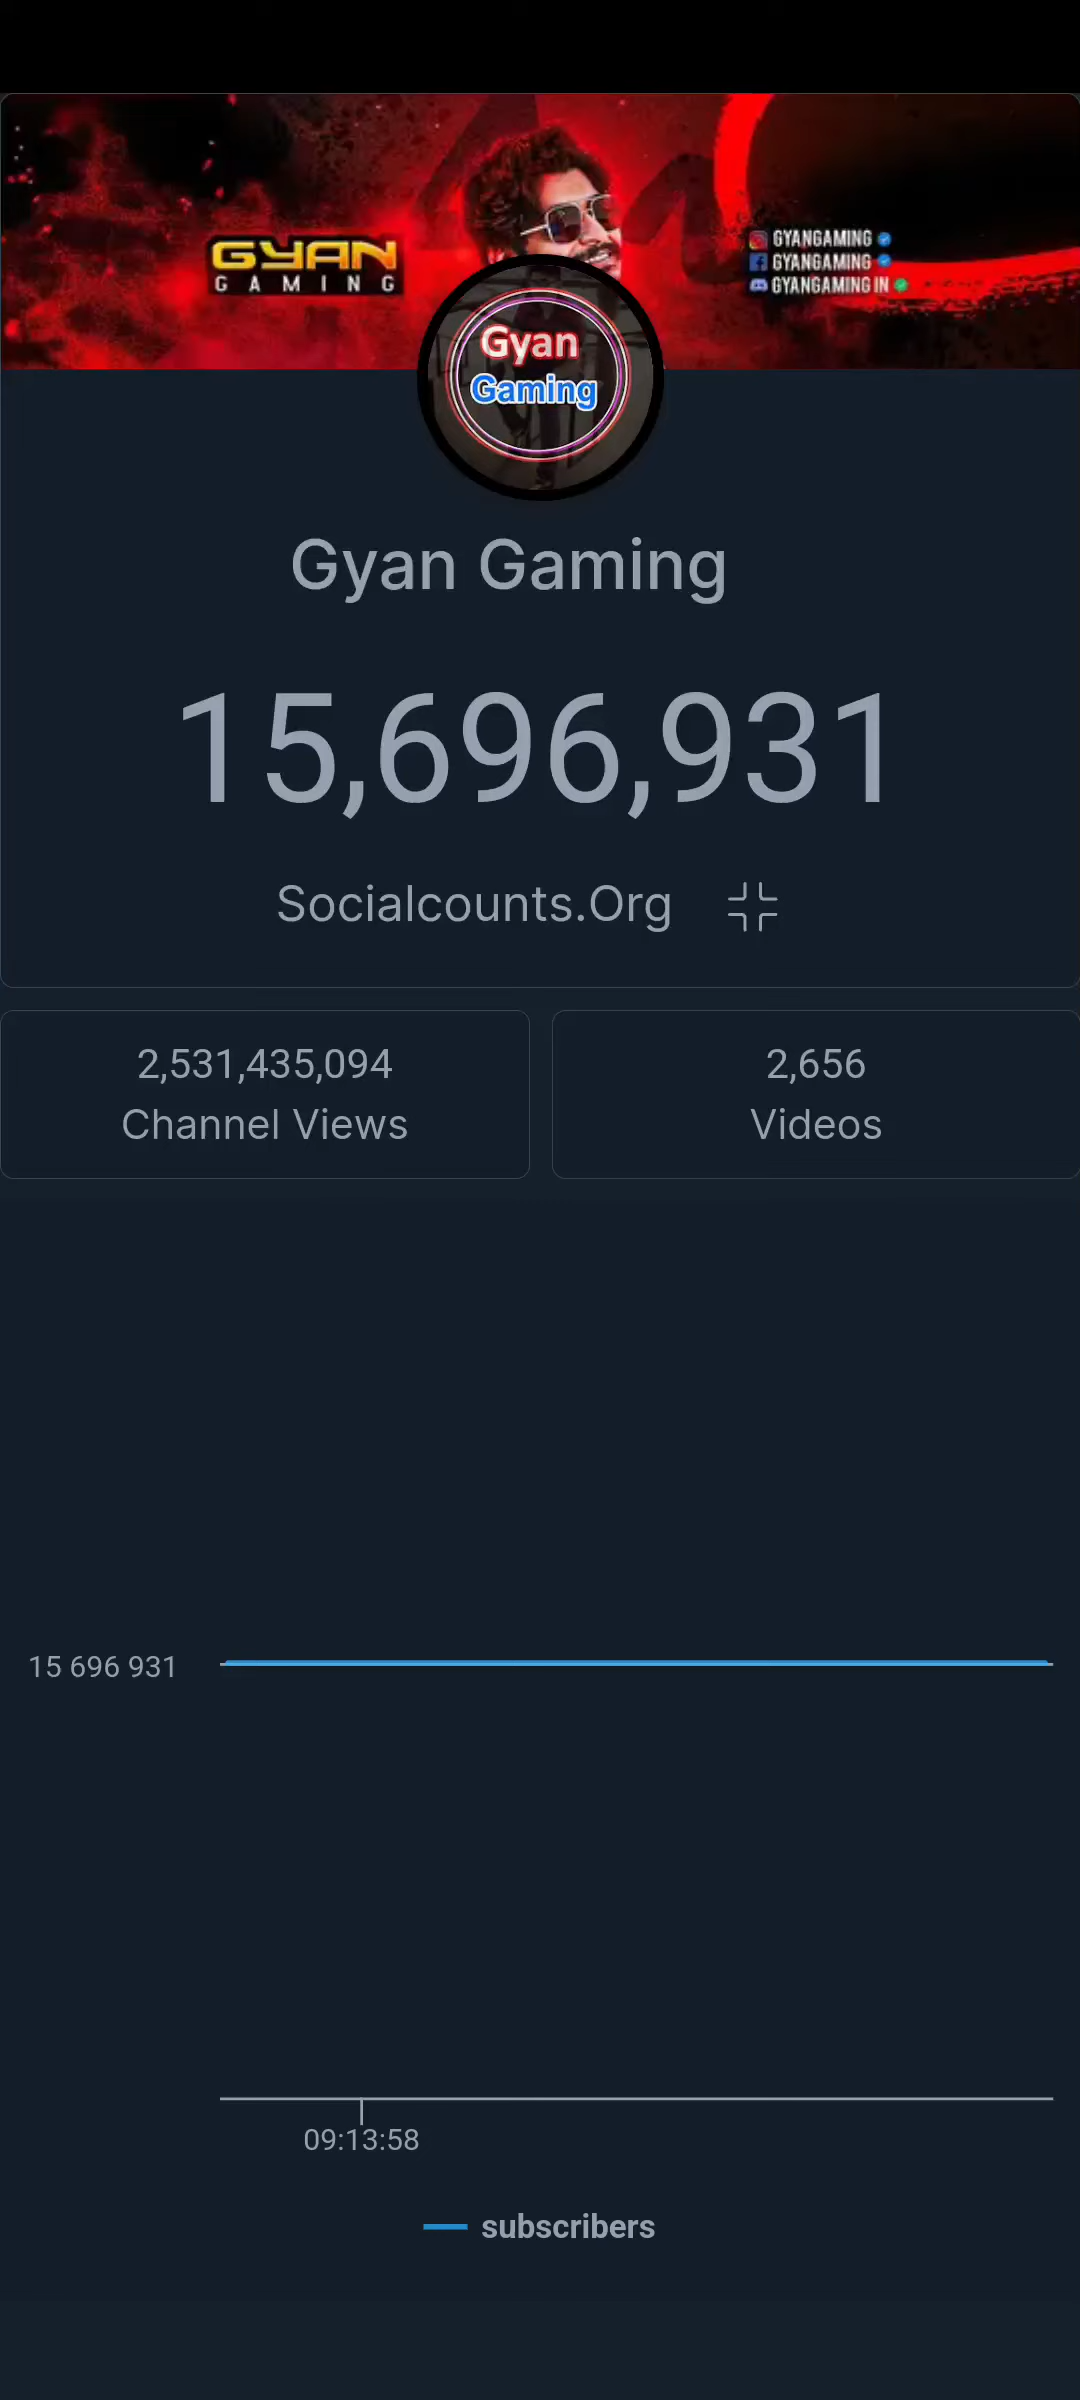 GYAN
GAMING
GYANGAMING
GYANGAMING
GYANGAMING IN
Gyan
Gaming
Gyan Gaming
15,696,931
Socialcounts.Org
2,531,435,094
Channel Views
2,656
Videos
15 696 931
09:13:58
subscribers